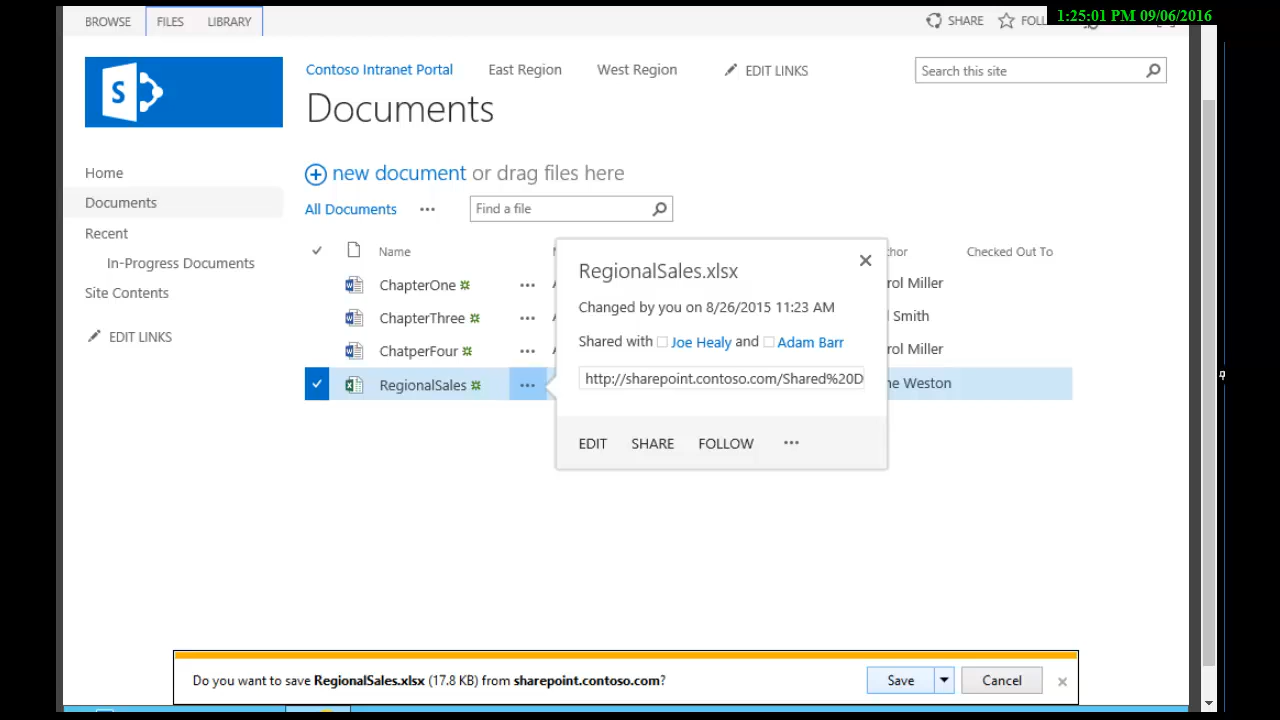 1:25:01 PM 09/06/2016
BROWSE FILES LIBRARY SHARE
Contoso Intranet Portal East Region West Region EDIT LINKS Search this site
Documents
Home
Documents
Recent
In-Progress Documents
Site Contents
EDIT LINKS
new document or drag files here
All Documents ••• Find a file
Name Checked Out To
ChapterOne ••• Miller
ChapterThree ••• Smith
ChatperFour ••• Miller
RegionalSales ••• Weston
RegionalSales.xlsx
Changed by you on 8/26/2015 11:23 AM
Shared with Joe Healy and Adam Barr
http://sharepoint.contoso.com/Shared%20D
EDIT SHARE FOLLOW •••
Do you want to save RegionalSales.xlsx (17.8 KB) from sharepoint.contoso.com? Save Cancel